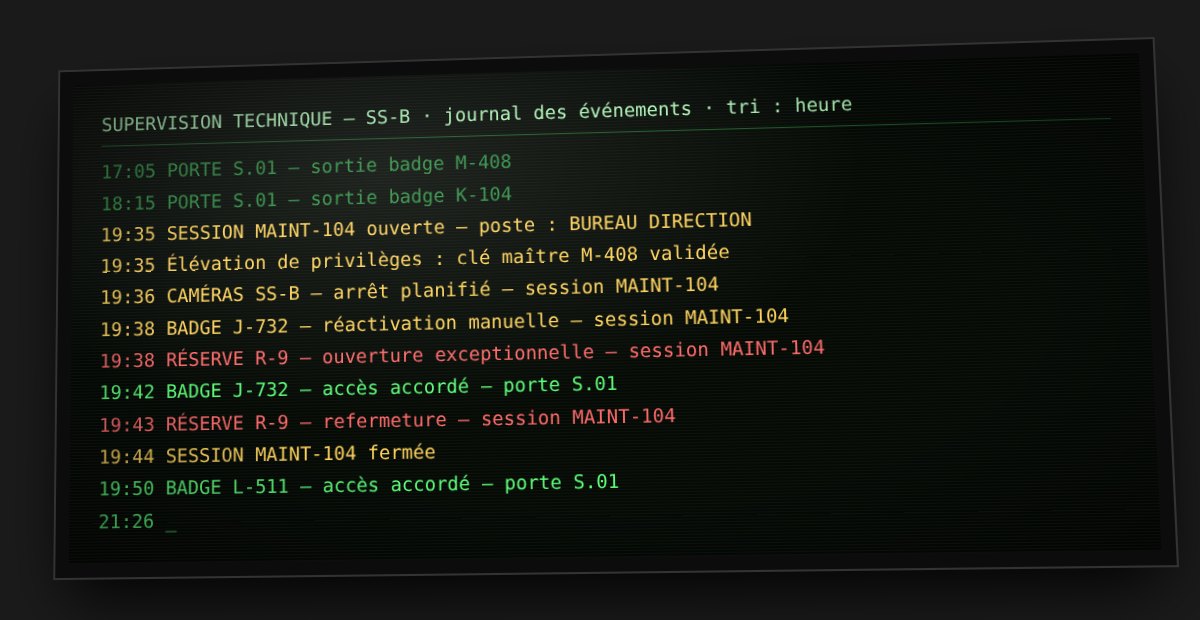 SUPERVISION TECHNIQUE — SS-B · journal des événements · tri : heure
17:05 PORTE S.01 — sortie badge M-408
18:15 PORTE S.01 — sortie badge K-104
19:35 SESSION MAINT-104 ouverte — poste : BUREAU DIRECTION
19:35 Élévation de privilèges : clé maître M-408 validée
19:36 CAMÉRAS SS-B — arrêt planifié — session MAINT-104
19:38 BADGE J-732 — réactivation manuelle — session MAINT-104
19:38 RÉSERVE R-9 — ouverture exceptionnelle — session MAINT-104
19:42 BADGE J-732 — accès accordé — porte S.01
19:43 RÉSERVE R-9 — refermeture — session MAINT-104
19:44 SESSION MAINT-104 fermée
19:50 BADGE L-511 — accès accordé — porte S.01
21:26 _